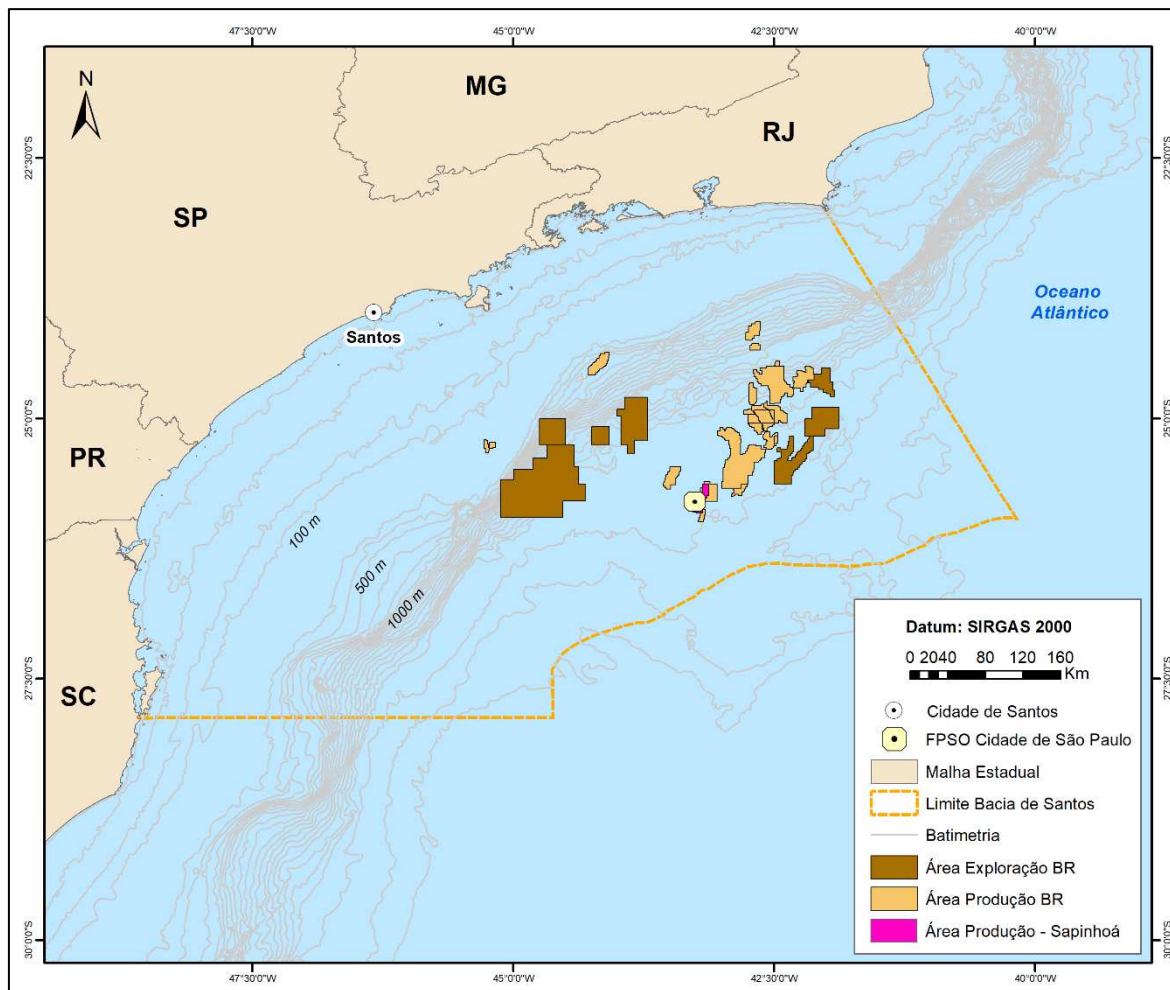 47°30'0"W 45°0'0"W 42°30'0"W 40°0'0"W
N
MG
RJ
22°30'0"S 22°30'0"S
SP
Oceano
Atlântico
Santos
25°0'0"S 25°0'0"S
PR
100 m
500 m
1000 m
Datum: SIRGAS 2000
0 2040 80 120 160
Km
27°30'0"S 27°30'0"S
SC
Cidade de Santos
FPSO Cidade de São Paulo
Malha Estadual
Limite Bacia de Santos
Batimetria
Área Exploração BR
Área Produção BR
Área Produção - Sapinhoá
30°0'0"S 30°0'0"S
47°30'0"W 45°0'0"W 42°30'0"W 40°0'0"W